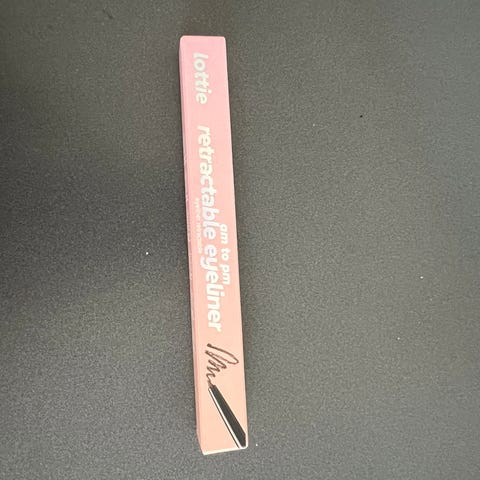 lottie
am to pm
retractable eyeliner